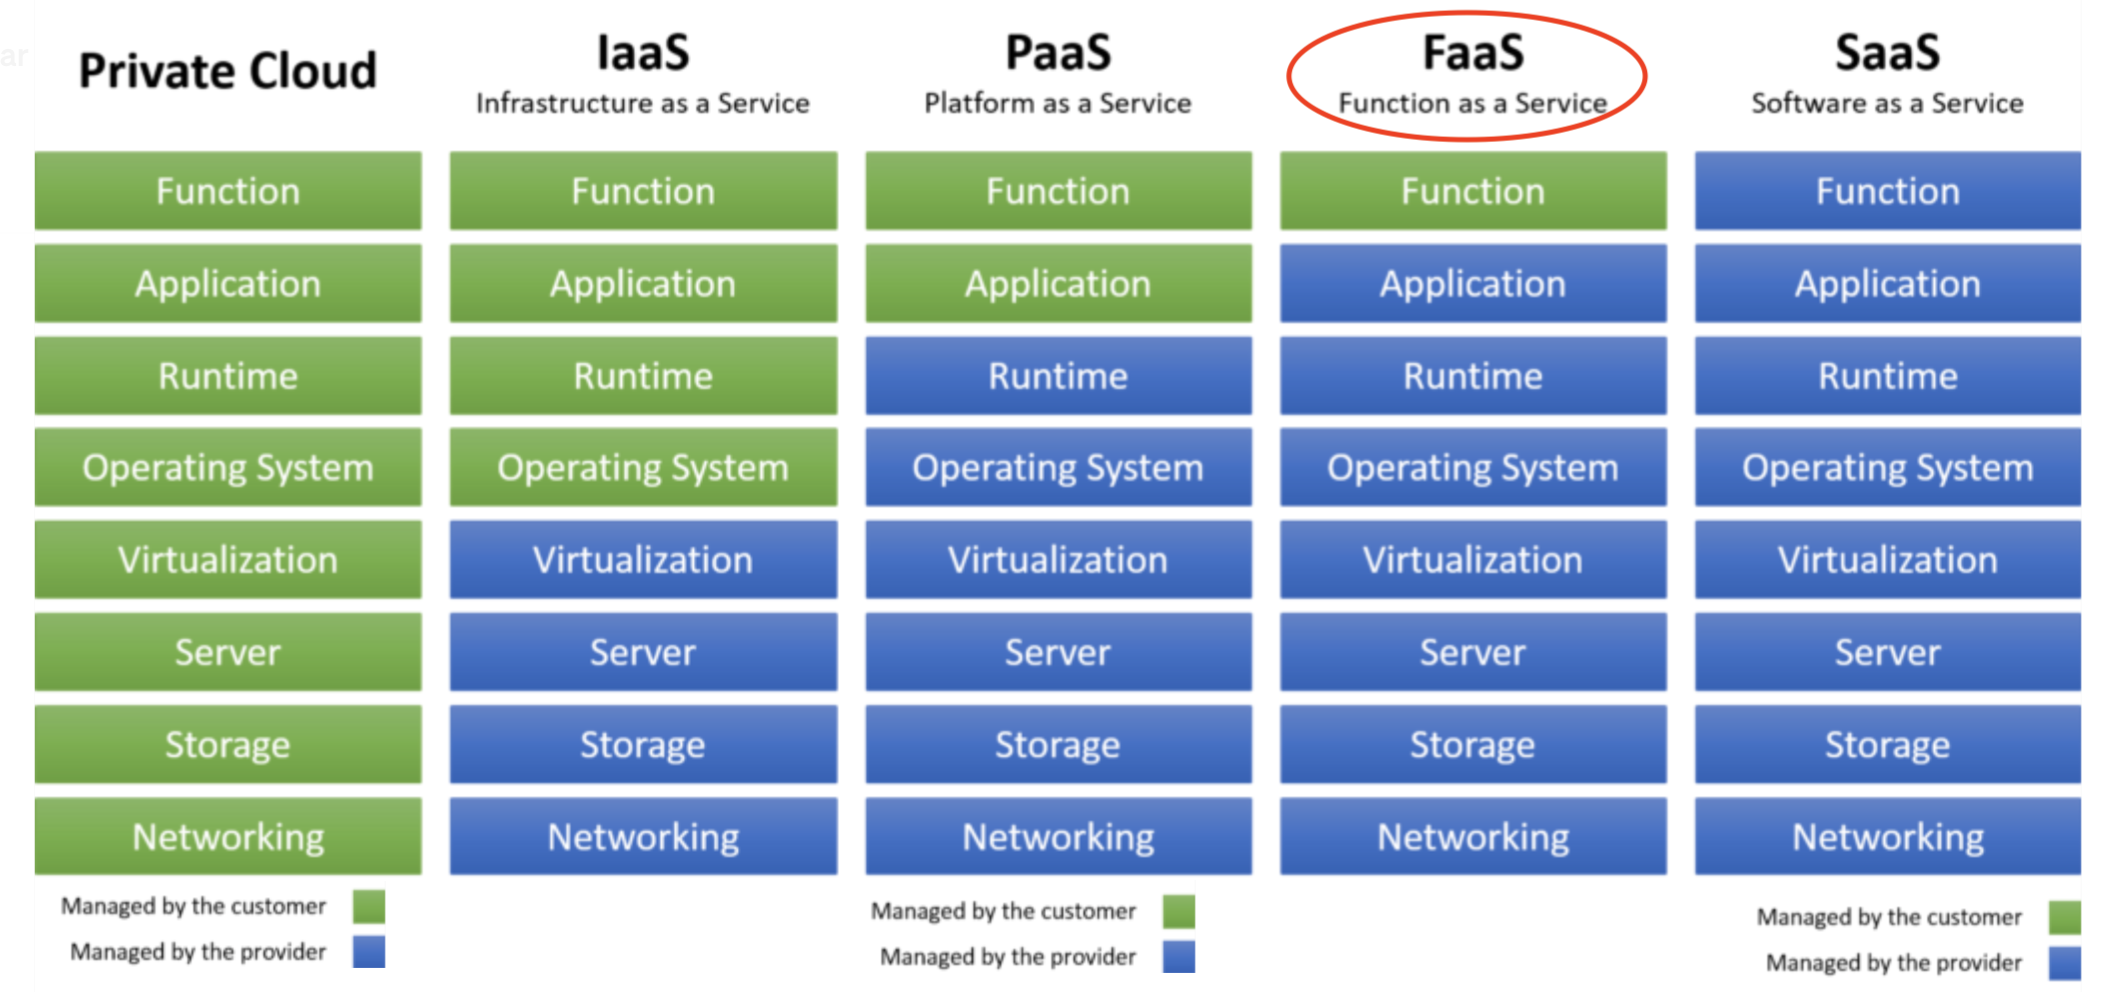 ar
Private Cloud
IaaS
Infrastructure as a Service
PaaS
Platform as a Service
FaaS
Function as a Service
SaaS
Software as a Service
Function
Function
Function
Function
Function
Application
Application
Application
Application
Application
Runtime
Runtime
Runtime
Runtime
Runtime
Operating System
Operating System
Operating System
Operating System
Operating System
Virtualization
Virtualization
Virtualization
Virtualization
Virtualization
Server
Server
Server
Server
Server
Storage
Storage
Storage
Storage
Storage
Networking
Networking
Networking
Networking
Networking
Managed by the customer
Managed by the provider
Managed by the customer
Managed by the provider
Managed by the customer
Managed by the provider